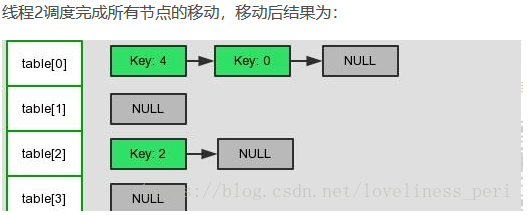 线程2调度完成所有节点的移动，移动后结果为：
table[0] Key: 4 Key: 0 NULL
table[1] NULL
table[2] Key: 2 NULL
table[3] NULL
https://blog.csdn.net/loveliness_peri